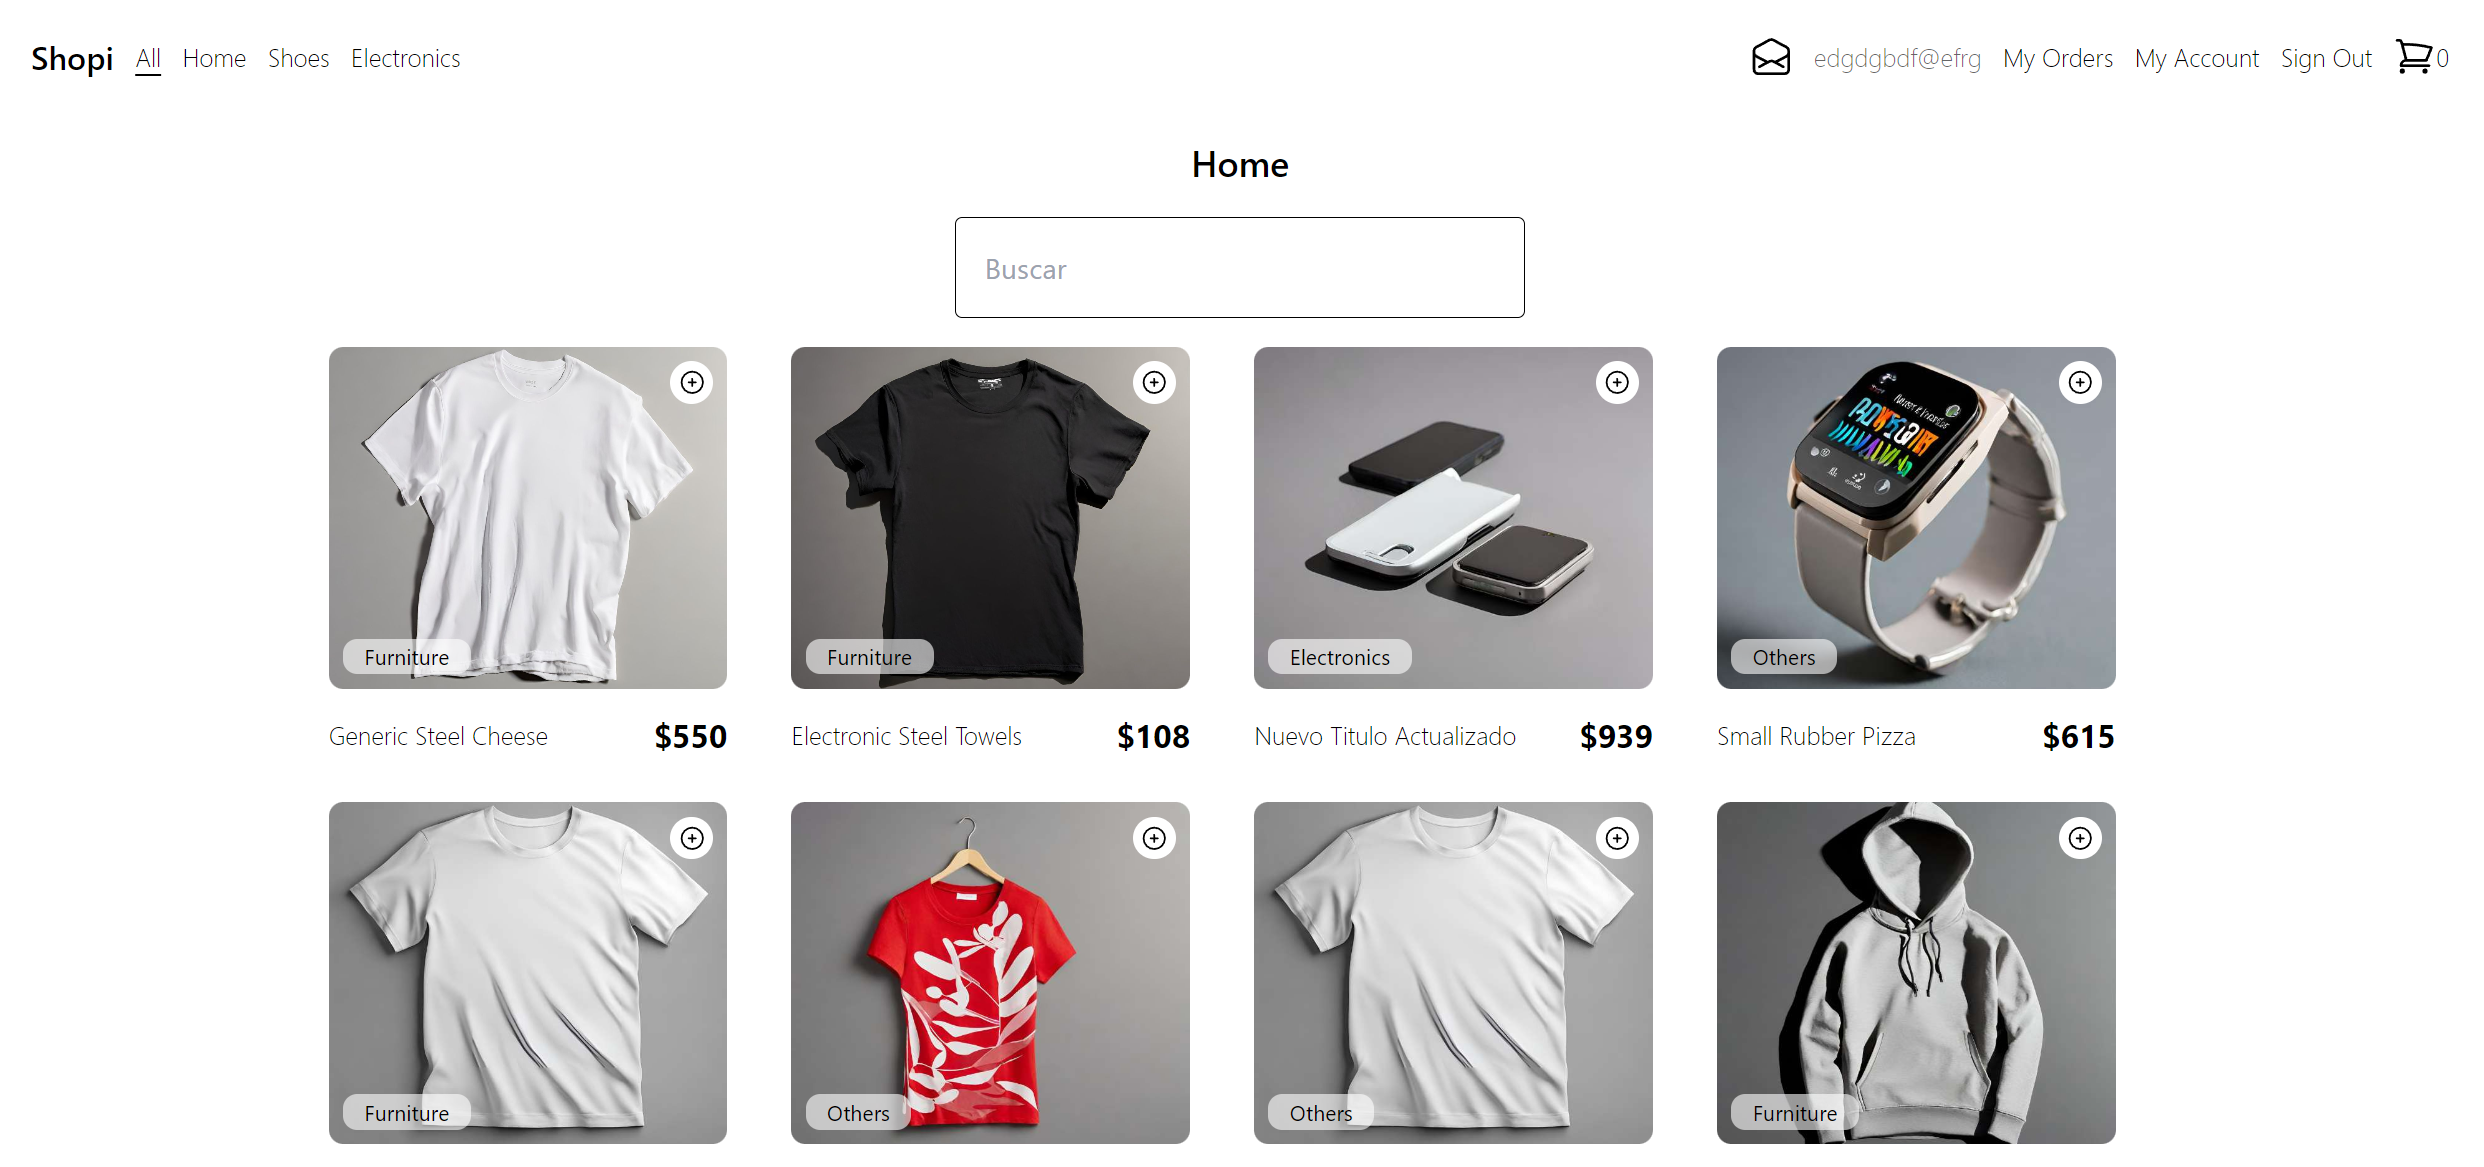 Shopi All Home Shoes Electronics edgdgbdf@efrg My Orders My Account Sign Out 0
Home
Buscar
Furniture
Furniture
Electronics
Others
Generic Steel Cheese $550
Electronic Steel Towels $108
Nuevo Titulo Actualizado $939
Small Rubber Pizza $615
Furniture
Others
Others
Furniture